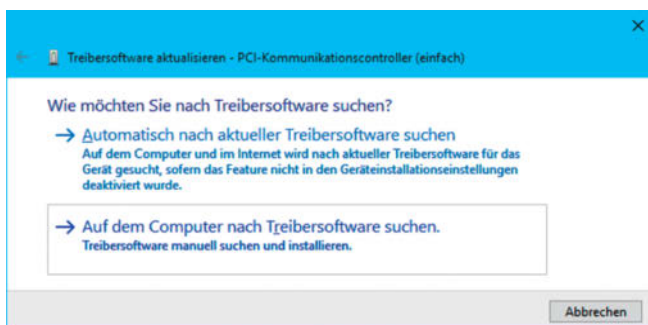 Treibersoftware aktualisieren - PCI-Kommunikationscontroller (einfach)
Wie möchten Sie nach Treibersoftware suchen?
Automatisch nach aktueller Treibersoftware suchen
Auf dem Computer und im Internet wird nach aktueller Treibersoftware für das
Gerät gesucht, sofern das Feature nicht in den Geräteinstallationseinstellungen
deaktiviert wurde.
Auf dem Computer nach Treibersoftware suchen.
Treibersoftware manuell suchen und installieren.
Abbrechen